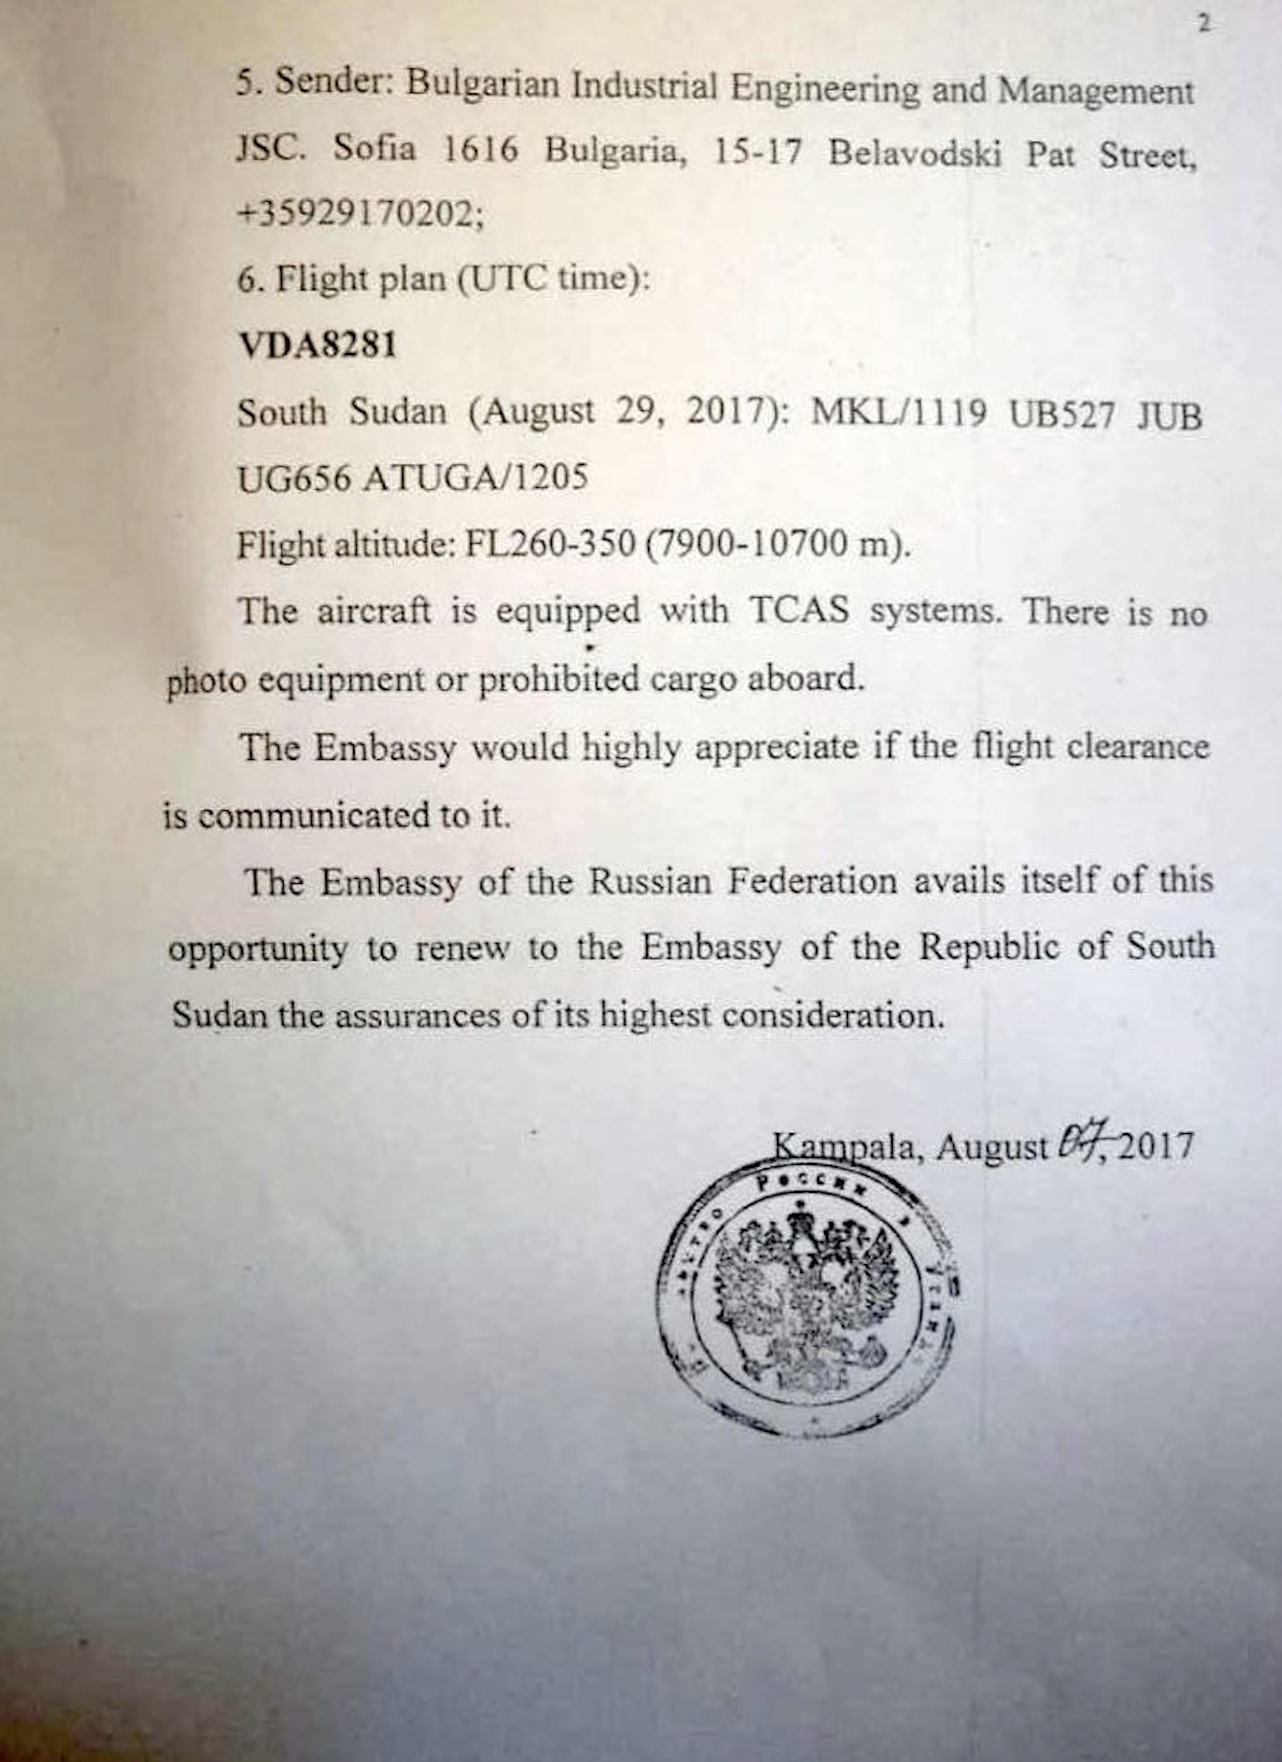 2
5. Sender: Bulgarian Industrial Engineering and Management
JSC. Sofia 1616 Bulgaria, 15-17 Belavodski Pat Street,
+35929170202;
6. Flight plan (UTC time):
VDA8281
South Sudan (August 29, 2017): MKL/1119 UB527 JUB
UG656 ATUGA/1205
Flight altitude: FL260-350 (7900-10700 m).
The aircraft is equipped with TCAS systems. There is no
photo equipment or prohibited cargo aboard.
The Embassy would highly appreciate if the flight clearance
is communicated to it.
The Embassy of the Russian Federation avails itself of this
opportunity to renew to the Embassy of the Republic of South
Sudan the assurances of its highest consideration.
Kampala, August 07, 2017
России в